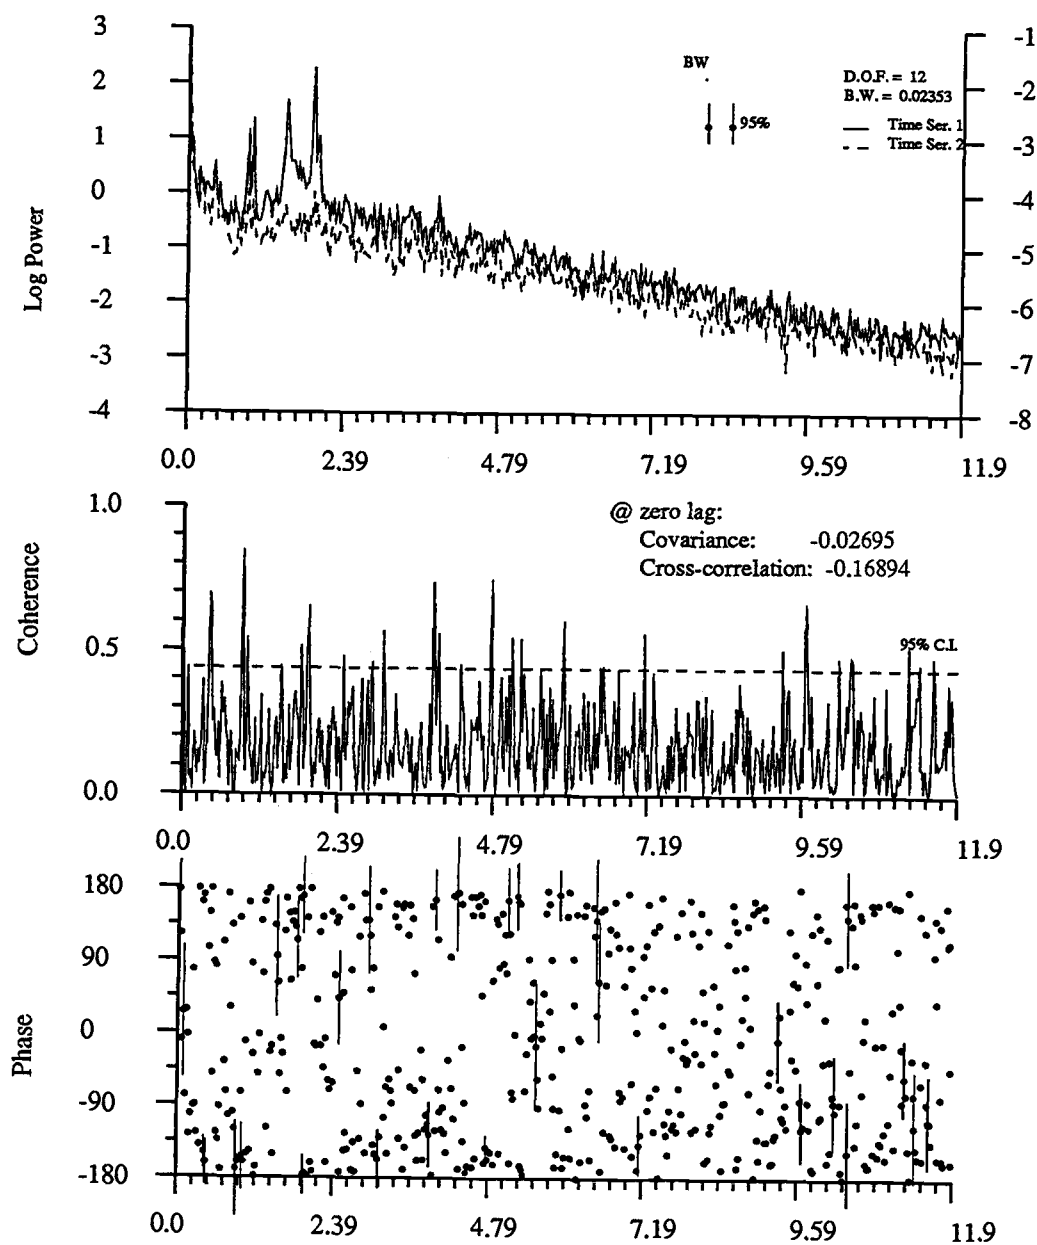 3
2
1
0
-1
-2
-3
-4
Log Power
-1
-2
-3
-4
-5
-6
-7
-8
BW
95%
D.O.F. = 12
B.W. = 0.02353
Time Ser. 1
Time Ser. 2
0.0 2.39 4.79 7.19 9.59 11.9
1.0
0.5
0.0
Coherence
@ zero lag:
Covariance: -0.02695
Cross-correlation: -0.16894
95% C.I.
0.0 2.39 4.79 7.19 9.59 11.9
180
90
0
-90
-180
Phase
0.0 2.39 4.79 7.19 9.59 11.9